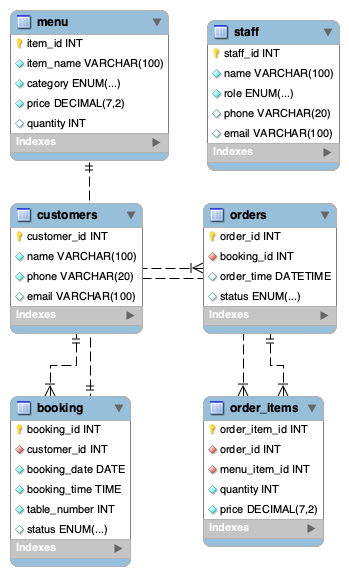 menu
item_id INT
item_name VARCHAR(100)
category ENUM(...)
price DECIMAL(7,2)
quantity INT
Indexes
staff
staff_id INT
name VARCHAR(100)
role ENUM(...)
phone VARCHAR(20)
email VARCHAR(100)
Indexes
customers
customer_id INT
name VARCHAR(100)
phone VARCHAR(20)
email VARCHAR(100)
Indexes
orders
order_id INT
booking_id INT
order_time DATETIME
status ENUM(...)
Indexes
booking
booking_id INT
customer_id INT
booking_date DATE
booking_time TIME
table_number INT
status ENUM(...)
Indexes
order_items
order_item_id INT
order_id INT
menu_item_id INT
quantity INT
price DECIMAL(7,2)
Indexes